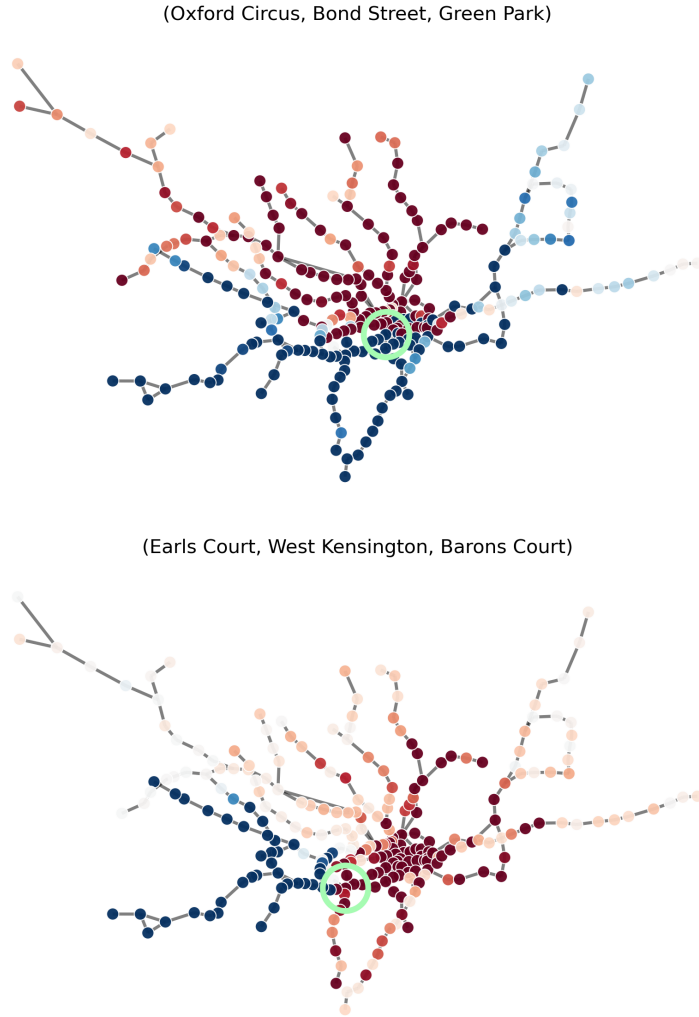 (Oxford Circus, Bond Street, Green Park)
(Earls Court, West Kensington, Barons Court)